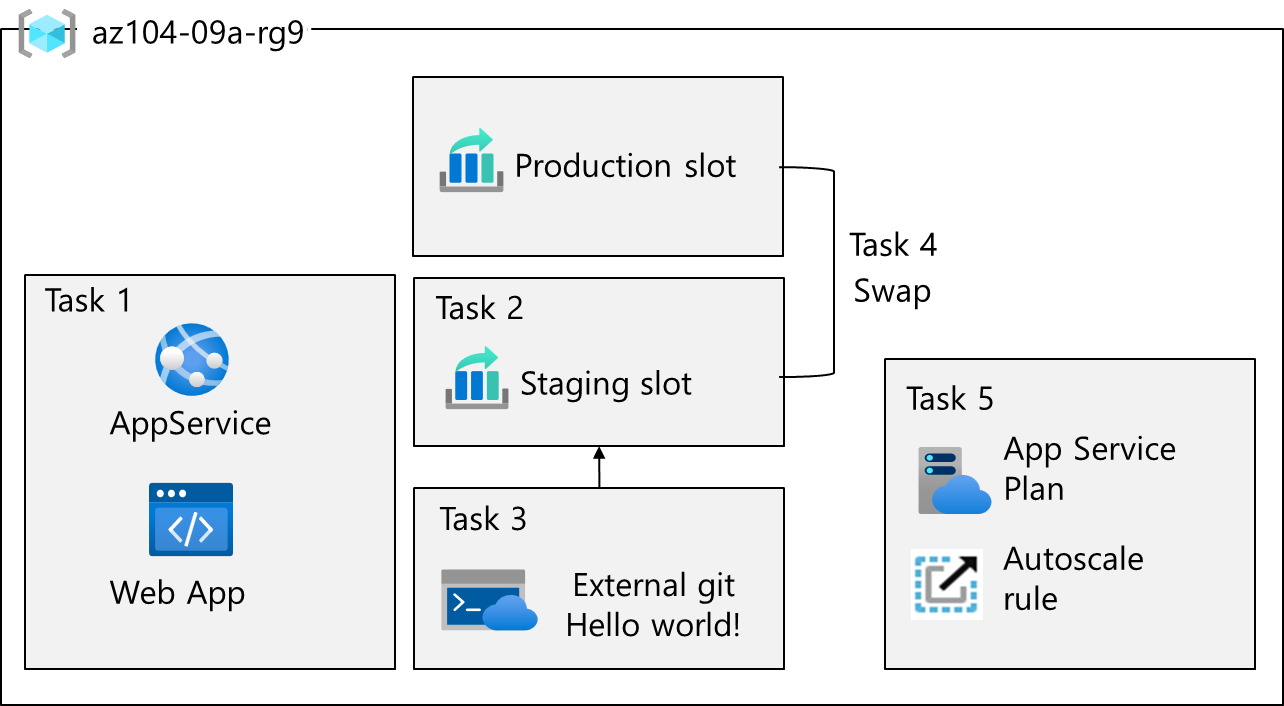 az104-09a-rg9
Production slot
Task 4
Swap
Task 1
AppService
Web App
Task 2
Staging slot
Task 3
External git
Hello world!
Task 5
App Service
Plan
Autoscale
rule